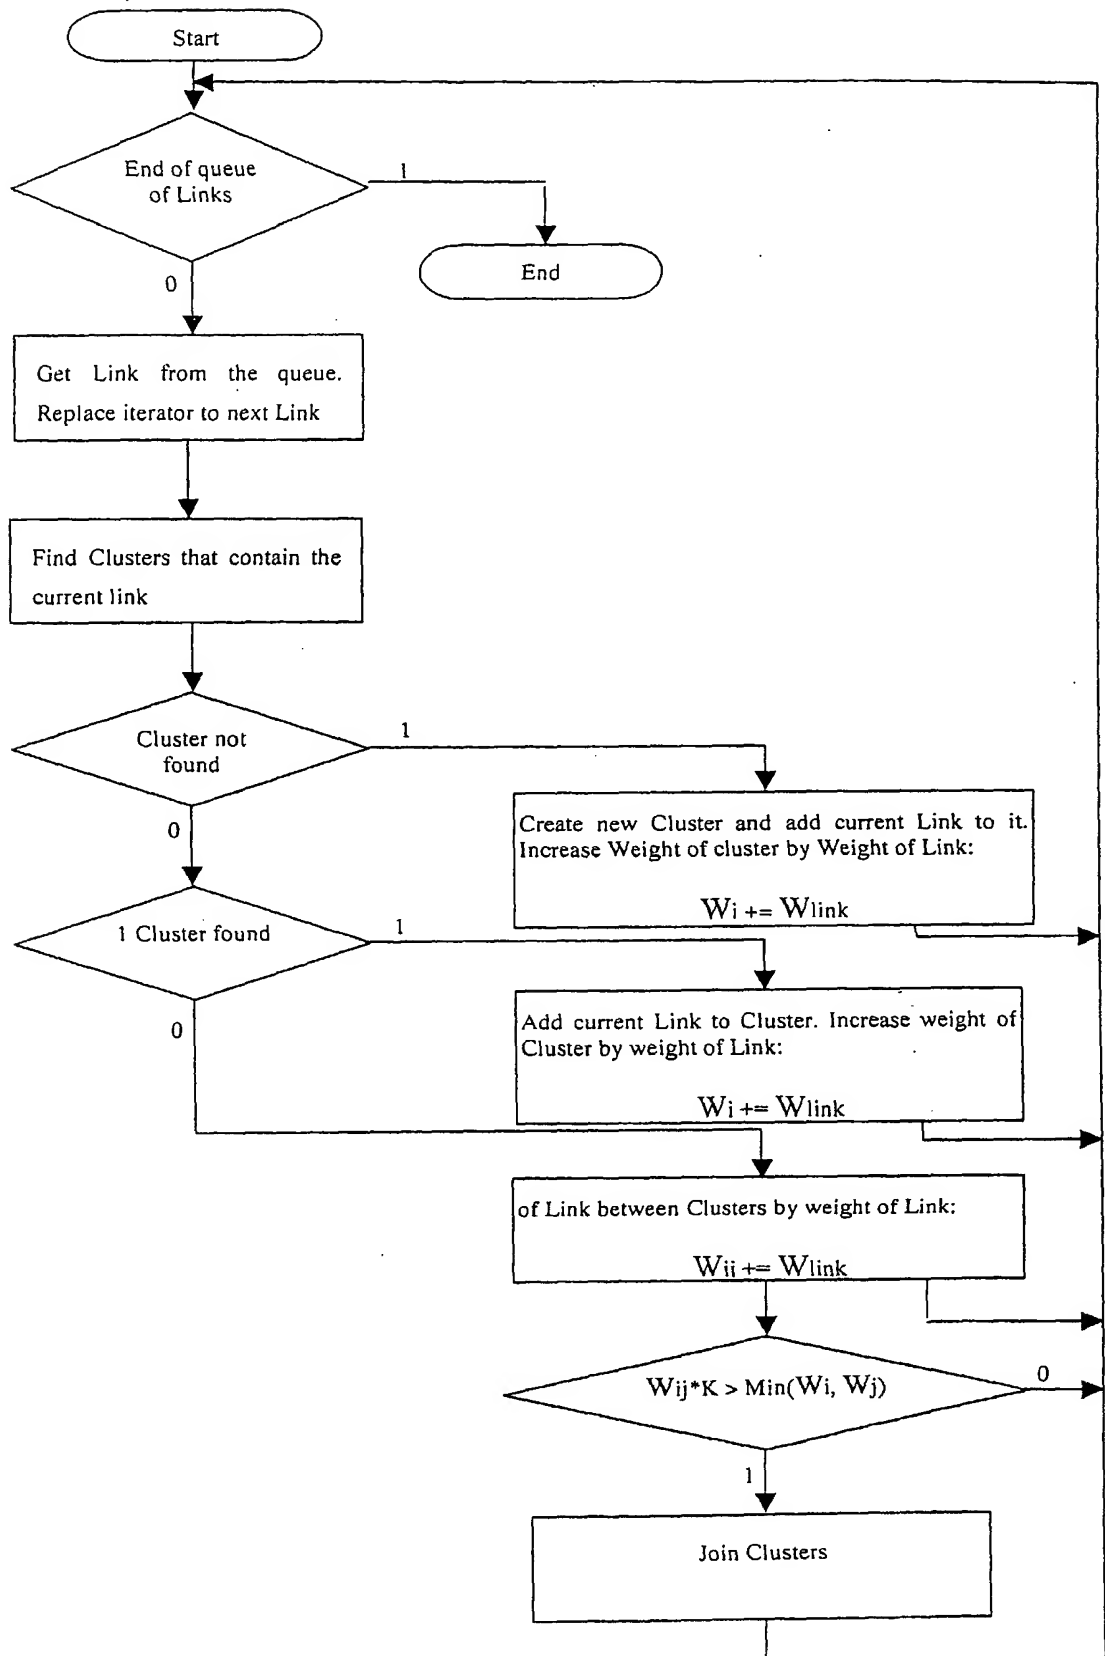 Start
End of queue
of Links
1
End
0
Get Link from the queue.
Replace iterator to next Link
Find Clusters that contain the
current link
Cluster not
found
1
0
Create new Cluster and add current Link to it.
Increase Weight of cluster by Weight of Link:
Wi += Wlink
1 Cluster found
1
0
Add current Link to Cluster. Increase weight of
Cluster by weight of Link:
Wi += Wlink
of Link between Clusters by weight of Link:
Wij += Wlink
Wij*K > Min(Wi, Wj)
0
1
Join Clusters